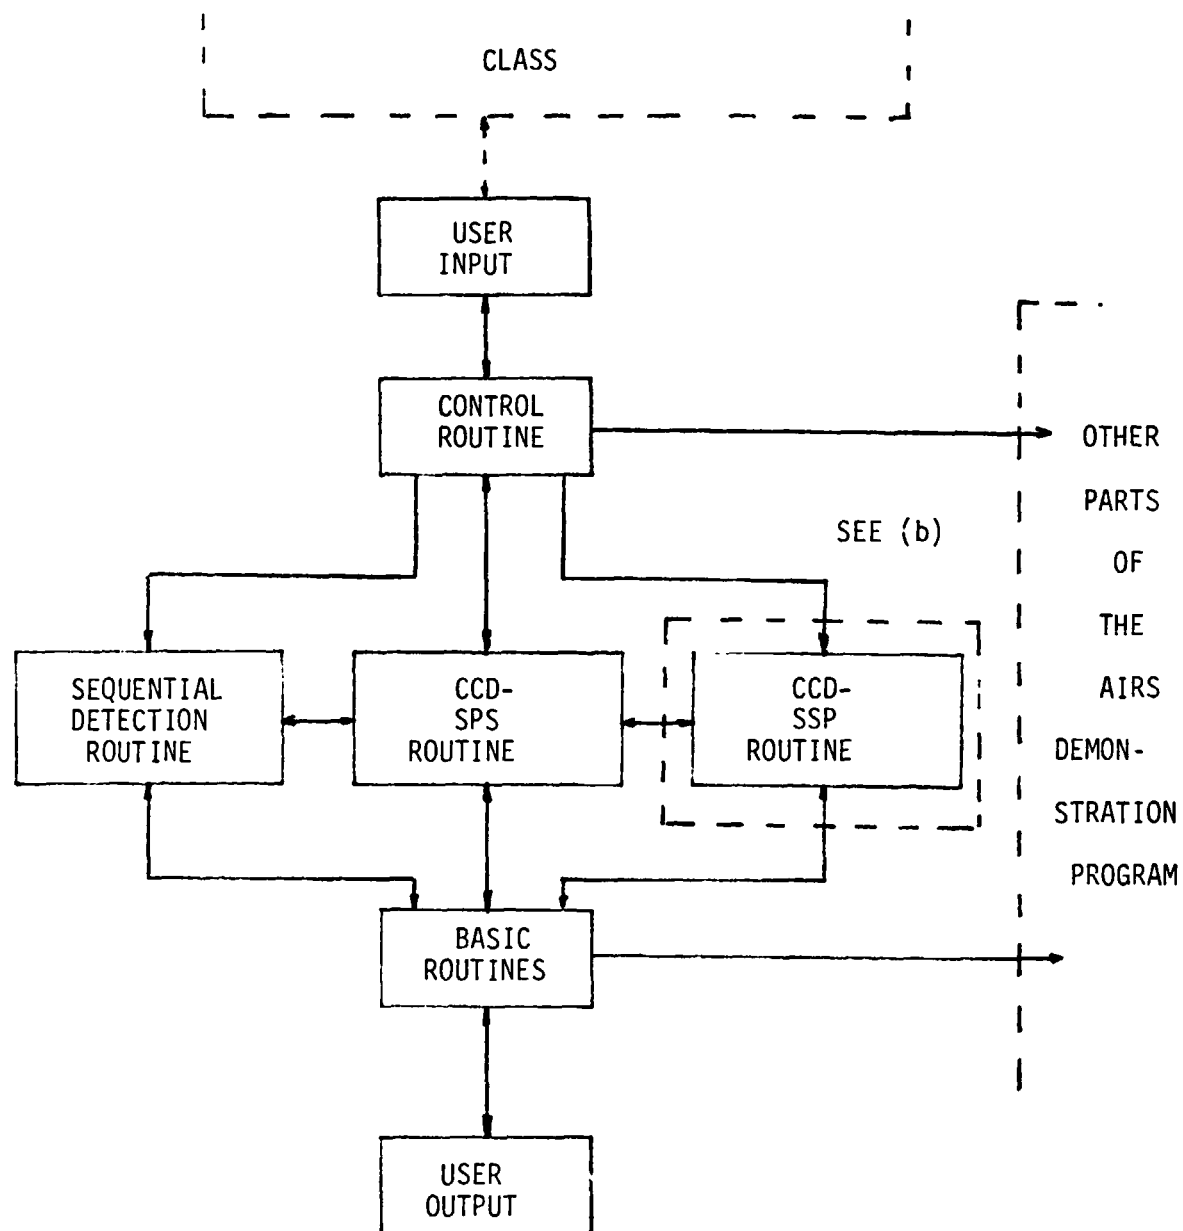 CLASS
USER
INPUT
CONTROL
ROUTINE
SEE (b)
SEQUENTIAL
DETECTION
ROUTINE
CCD-
SPS
ROUTINE
CCD-
SSP
ROUTINE
BASIC
ROUTINES
USER
OUTPUT
OTHER
PARTS
OF
THE
AIRS
DEMON-
STRATION
PROGRAM